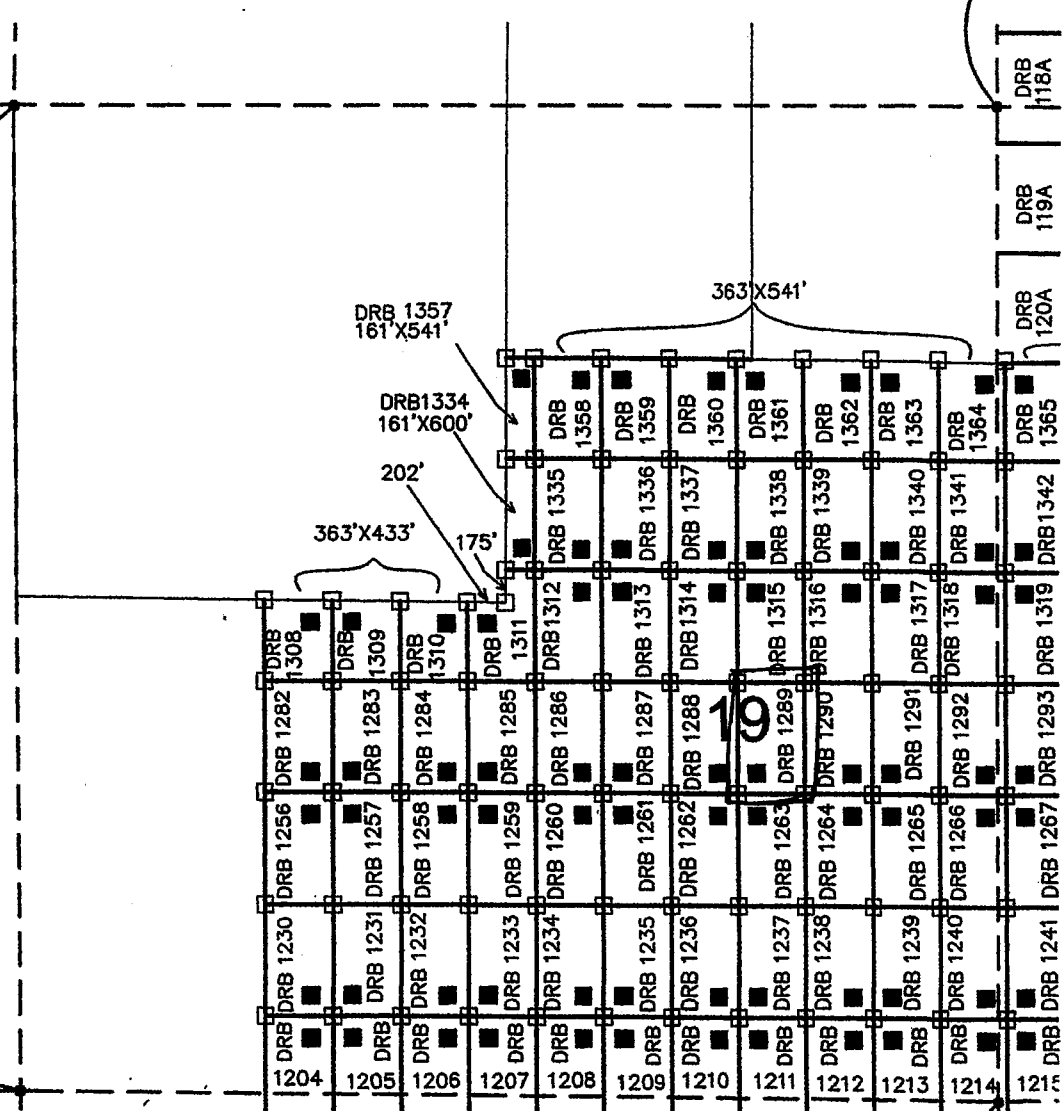 DRB
118A
DRB
119A
DRB
120A
363'X541'
DRB 1357
161'X541'
DRB1334
161'X600'
202'
363'X433'
175'
DRB
1358
DRB
1359
DRB
1360
DRB
1361
DRB
1362
DRB
1363
DRB
1364
DRB
1365
DRB 1335
DRB 1336
DRB 1337
DRB 1338
DRB 1339
DRB 1340
DRB 1341
DRB1342
DRB
1308
DRB
1309
DRB
1310
DRB
1311
DRB1312
DRB 1313
DRB 1314
DRB 1315
DRB 1316
DRB 1317
DRB 1318
DRB 1319
DRB 1282
DRB 1283
DRB 1284
DRB 1285
DRB 1286
DRB 1287
DRB 1288
19
DRB 1289
DRB 1290
DRB 1291
DRB 1292
DRB 1293
DRB 1256
DRB 1257
DRB 1258
DRB 1259
DRB 1260
DRB 1261
DRB 1262
DRB 1263
DRB 1264
DRB 1265
DRB 1266
DRB 1267
DRB 1230
DRB 1231
DRB 1232
DRB 1233
DRB 1234
DRB 1235
DRB 1236
DRB 1237
DRB 1238
DRB 1239
DRB 1240
DRB 1241
DRB
1204
DRB
1205
DRB
1206
DRB
1207
DRB
1208
DRB
1209
DRB
1210
DRB
1211
DRB
1212
DRB
1213
DRB
1214
DRB